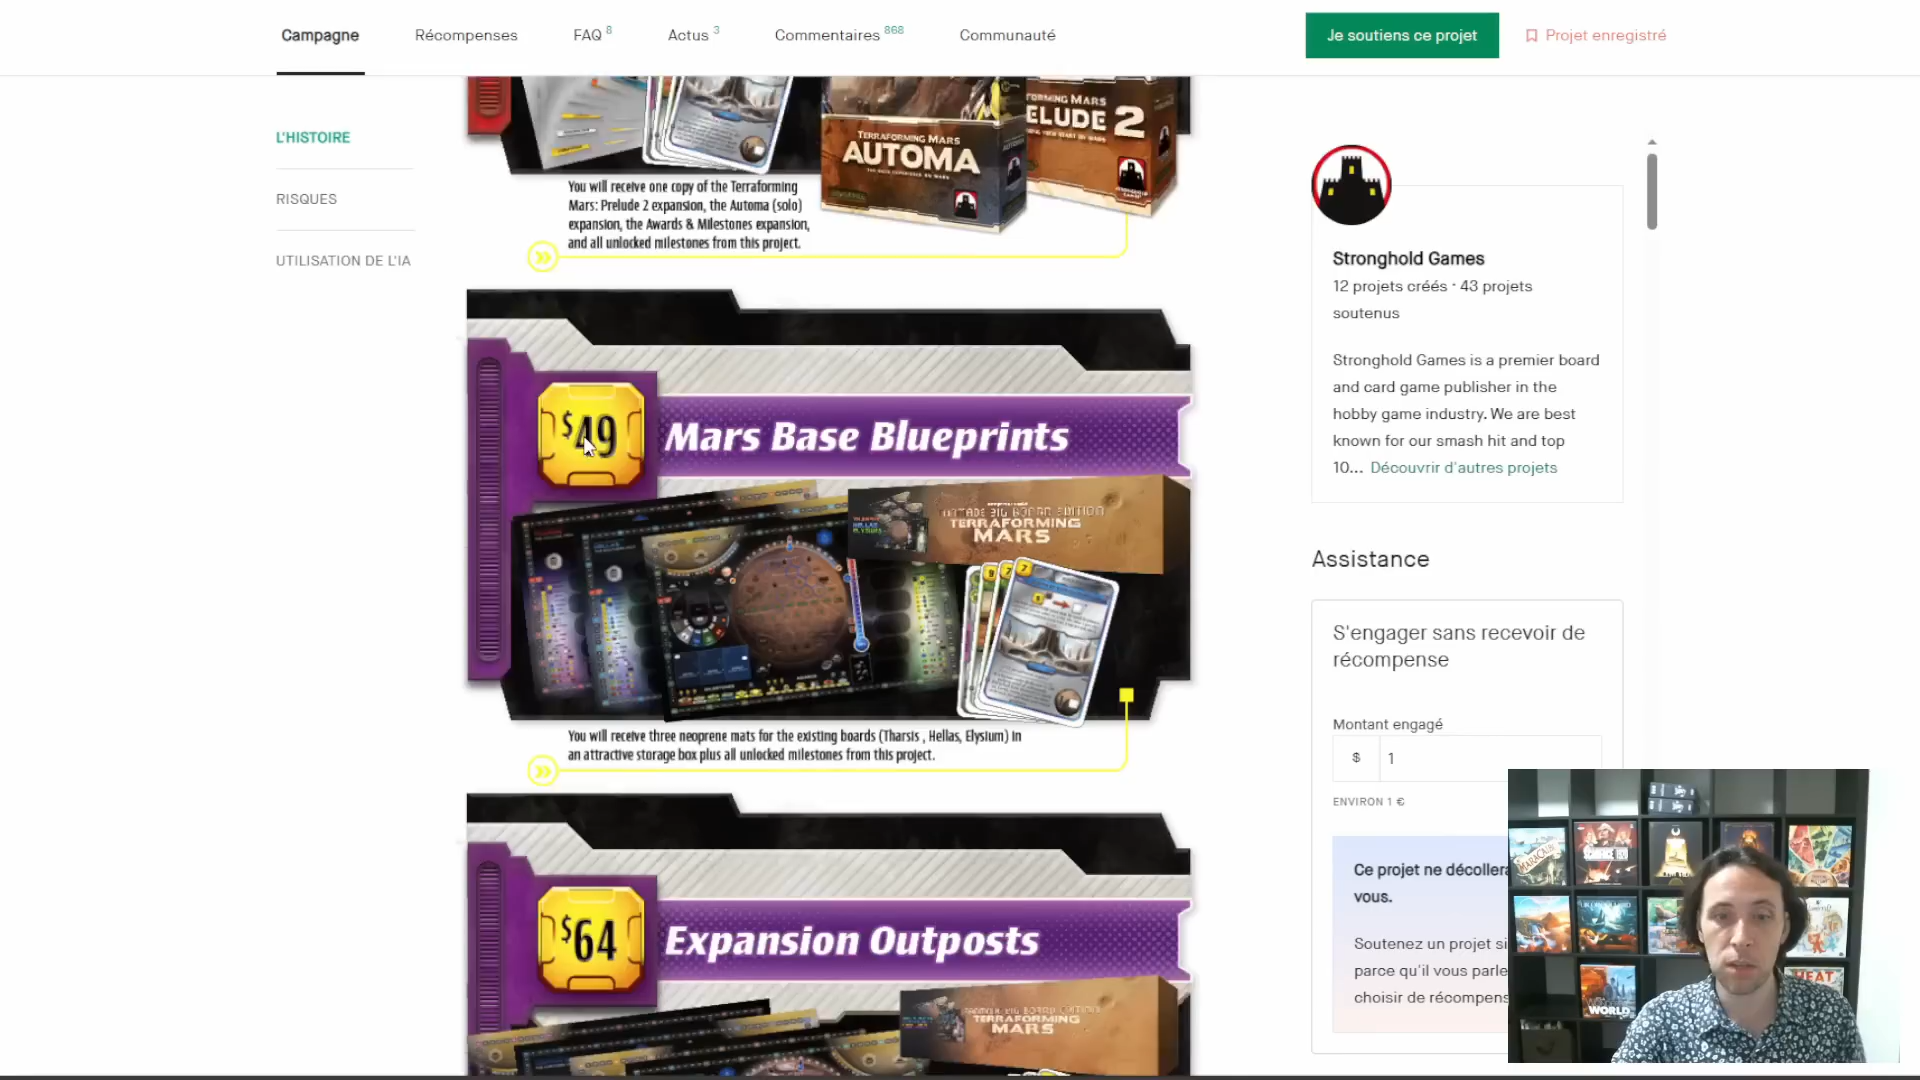 Campagne
Récompenses
FAQ 8
Actus 3
Commentaires 868
Communauté
Je soutiens ce projet
Projet enregistré
L'HISTOIRE
RISQUES
UTILISATION DE L'IA
TERRAFORMING MARS
AUTOMA
FORMING MARS
ELUDE 2
You will receive one copy of the Terraforming
Mars: Prelude 2 expansion, the Automa (solo)
expansion, the Awards & Milestones expansion,
and all unlocked milestones from this project.
$49
Mars Base Blueprints
TERRAFORMING
MARS
You will receive three neoprene mats for the existing boards (Tharsis , Hellas, Elysium) in
an attractive storage box plus all unlocked milestones from this project.
$64
Expansion Outposts
TERRAFORMING
MARS
Stronghold Games
12 projets créés · 43 projets
soutenus
Stronghold Games is a premier board
and card game publisher in the
hobby game industry. We are best
known for our smash hit and top
10... Découvrir d'autres projets
Assistance
S'engager sans recevoir de
récompense
Montant engagé
$ 1
ENVIRON 1 €
Ce projet ne décollera
vous.
Soutenez un projet si
parce qu'il vous parle
choisir de récompens
MARACAIBO
WORLD
HEAT